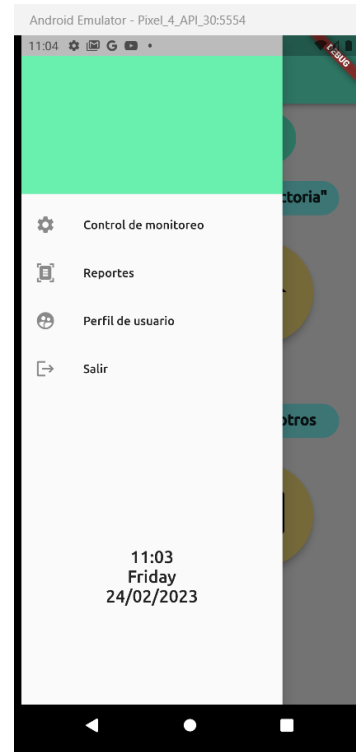 Android Emulator - Pixel_4_API_30:5554
11:04 G
DEBUG
ctoria"
Control de monitoreo
Reportes
Perfil de usuario
Salir
otros
11:03
Friday
24/02/2023